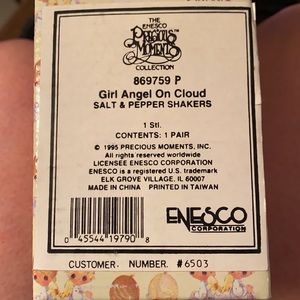 THE
ENESCO
PRECIOUS
MOMENTS™
COLLECTION
869759 P
Girl Angel On Cloud
SALT & PEPPER SHAKERS
1 Stl.
CONTENTS: 1 PAIR
© 1995 PRECIOUS MOMENTS, INC.
All rights reserved worldwide
LICENSEE ENESCO CORPORATION
ENESCO is a registered U.S. trademark
ELK GROVE VILLAGE, IL 60007
MADE IN CHINA PRINTED IN TAIWAN
0 45544 19790 8
ENESCO
CORPORATION
CUSTOMER. NUMBER. #6503